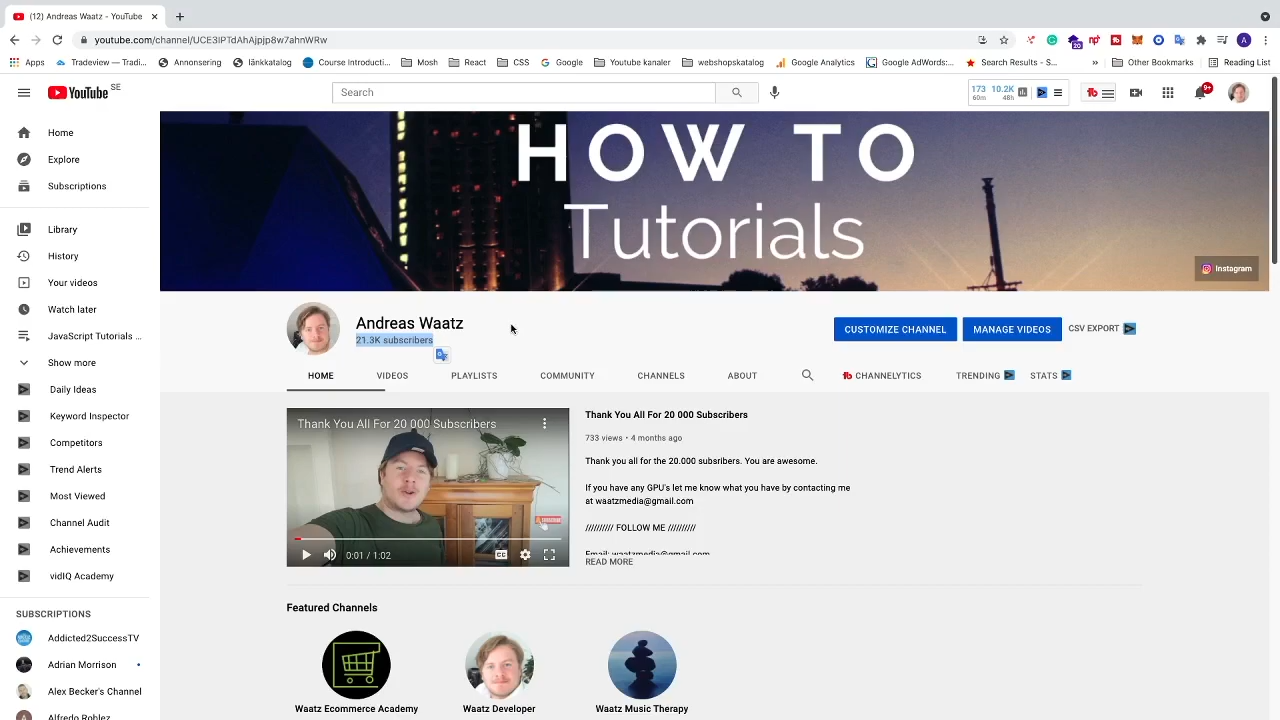 (12) Andreas Waatz - YouTube
youtube.com/channel/UCE3IPTdAhAjpjp8w7ahnWRw
A
Apps
Tradeview – Tradi...
Annonsering
länkkatalog
Course Introducti...
Mosh
React
CSS
Google
Youtube kanaler
webshopskatalog
Google Analytics
Google AdWords:...
Search Results - S...
Other Bookmarks
Reading List
YouTube SE
Search
173 10.2K
60m 48h
9+
Home
Explore
Subscriptions
Library
History
Your videos
Watch later
JavaScript Tutorials ...
Show more
Daily Ideas
Keyword Inspector
Competitors
Trend Alerts
Most Viewed
Channel Audit
Achievements
vidIQ Academy
SUBSCRIPTIONS
Addicted2SuccessTV
Adrian Morrison
Alex Becker's Channel
Alfredo Roblez
HOW TO
Tutorials
Instagram
Andreas Waatz
21.3K subscribers
CUSTOMIZE CHANNEL
MANAGE VIDEOS
CSV EXPORT
HOME
VIDEOS
PLAYLISTS
COMMUNITY
CHANNELS
ABOUT
CHANNELYTICS
TRENDING
STATS
Thank You All For 20 000 Subscribers
0:01 / 1:02
Thank You All For 20 000 Subscribers
733 views • 4 months ago
Thank you all for the 20.000 subsribers. You are awesome.
If you have any GPU's let me know what you have by contacting me
at waatzmedia@gmail.com
////////// FOLLOW ME //////////
Email: waatzmedia@gmail.com
READ MORE
Featured Channels
Waatz Ecommerce Academy
Waatz Developer
Waatz Music Therapy